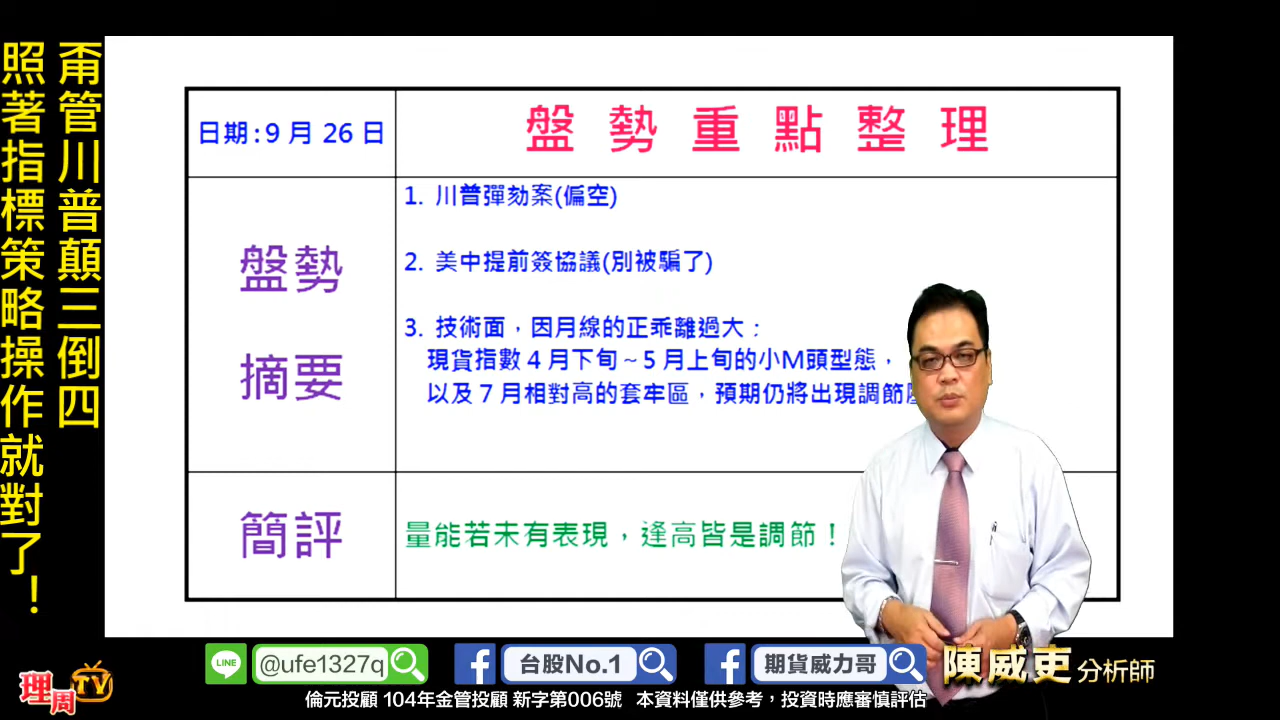 甭管川普顛三倒四
照著指標策略操作就對了！
日期:9 月 26 日
盤 勢 重 點 整 理
盤勢
摘要
1. 川普彈劾案(偏空)
2. 美中提前簽協議(別被騙了)
3. 技術面，因月線的正乖離過大；
現貨指數 4 月下旬～5 月上旬的小M頭型態，
以及 7 月相對高的套牢區，預期仍將出現調節
簡評
量能若未有表現，逢高皆是調節！
LINE
@ufe1327q
台股No.1
期貨威力哥
陳威吏 分析師
理周TV
倫元投顧 104年金管投顧 新字第006號 本資料僅供參考，投資時應審慎評估